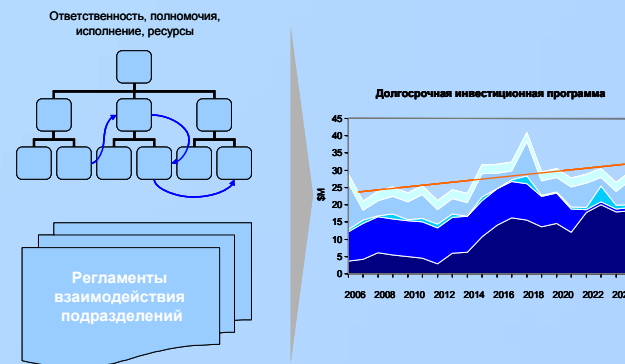 Ответственность, полномочия,
исполнение, ресурсы
Регламенты
взаимодействия
подразделений
Долгосрочная инвестиционная программа
$M
45
40
35
30
25
20
15
10
5
0
2006 2008 2010 2012 2014 2016 2018 2020 2022